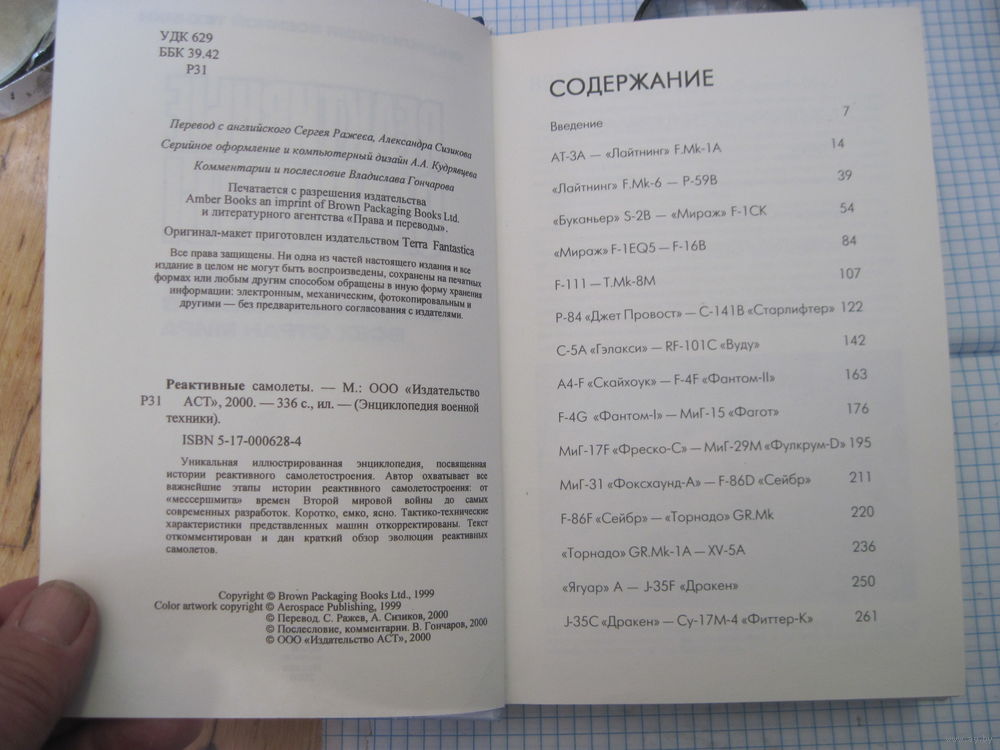 УДК 629
ББК 39.42
Р31
Перевод с английского Сергея Ражева, Александра Сизикова
Серийное оформление и компьютерный дизайн А.А. Кудрявцева
Комментарии и послесловие Владислава Гончарова
Печатается с разрешения издательства
Amber Books an imprint of Brown Packaging Books Ltd.
и литературного агентства «Права и переводы».
Оригинал-макет приготовлен издательством Terra Fantastica
Все права защищены. Ни одна из частей настоящего издания и все
издание в целом не могут быть воспроизведены, сохранены на печатных
формах или любым другим способом обращены в иную форму хранения
информации: электронным, механическим, фотокопировальным и
другими — без предварительного согласования с издателями.
Реактивные самолеты. — М.: ООО «Издательство
Р31 АСТ», 2000. — 336 с., ил. — (Энциклопедия военной
техники).
ISBN 5-17-000628-4
Уникальная иллюстрированная энциклопедия, посвященная
истории реактивного самолетостроения. Автор охватывает все
важнейшие этапы истории реактивного самолетостроения: от
«мессершмита» времен Второй мировой войны до самых
современных разработок. Коротко, емко, ясно. Тактико-технические
характеристики представленных машин откорректированы. Текст
откомментирован и дан краткий обзор эволюции реактивных
самолетов.
Copyright © Brown Packaging Books Ltd., 1999
Color artwork copyright © Aerospace Publishing, 1999
© Перевод. С. Ражев, А. Сизиков, 2000
© Послесловие, комментарии. В. Гончаров, 2000
© ООО «Издательство АСТ», 2000
СОДЕРЖАНИЕ
Введение 7
АТ-3А — «Лайтнинг» F.Mk-1A 14
«Лайтнинг» F.Mk-6 — P-59B 39
«Буканьер» S-2B — «Мираж» F-1CK 54
«Мираж» F-1EQ5 — F-16B 84
F-111 — T.Mk-8M 107
P-84 «Джет Провост» — C-141B «Старлифтер» 122
C-5A «Гэлакси» — RF-101C «Вуду» 142
A4-F «Скайхоук» — F-4F «Фантом-II» 163
F-4G «Фантом-I» — МиГ-15 «Фагот» 176
МиГ-17F «Фреско-C» — МиГ-29M «Фулкрум-D» 195
МиГ-31 «Фоксхаунд-А» — F-86D «Сейбр» 211
F-86F «Сейбр» — «Торнадо» GR.Mk 220
«Торнадо» GR.Mk-1A — XV-5A 236
«Ягуар» A — J-35F «Дракен» 250
J-35C «Дракен» — Су-17М-4 «Фиттер-К» 261